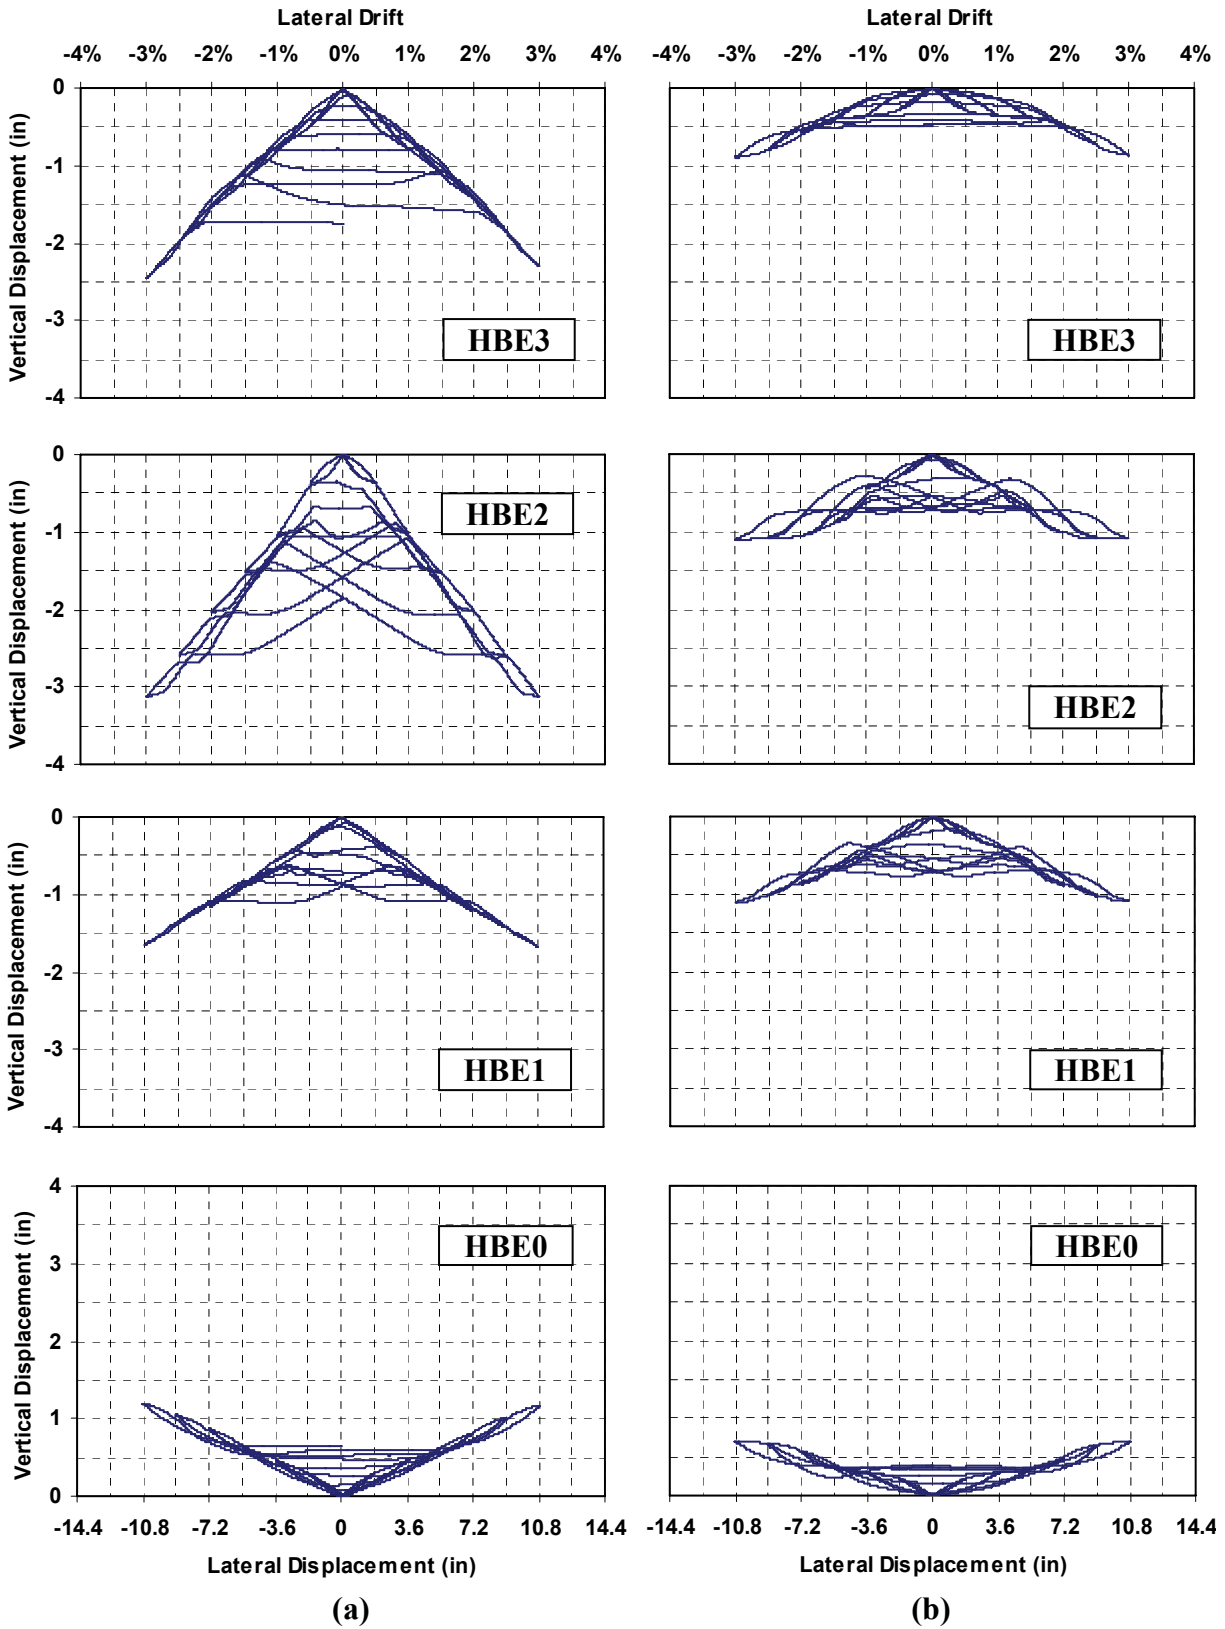 Lateral Drift
Lateral Drift
-4% -3% -2% -1% 0% 1% 2% 3% 4%
-4% -3% -2% -1% 0% 1% 2% 3% 4%
0
-1
-2
-3
-4
Vertical Displacement (in)
HBE3
HBE3
0
-1
-2
-3
-4
Vertical Displacement (in)
HBE2
HBE2
0
-1
-2
-3
-4
Vertical Displacement (in)
HBE1
HBE1
4
3
2
1
0
Vertical Displacement (in)
HBE0
HBE0
-14.4 -10.8 -7.2 -3.6 0 3.6 7.2 10.8 14.4
-14.4 -10.8 -7.2 -3.6 0 3.6 7.2 10.8 14.4
Lateral Displacement (in)
Lateral Displacement (in)
(a)
(b)